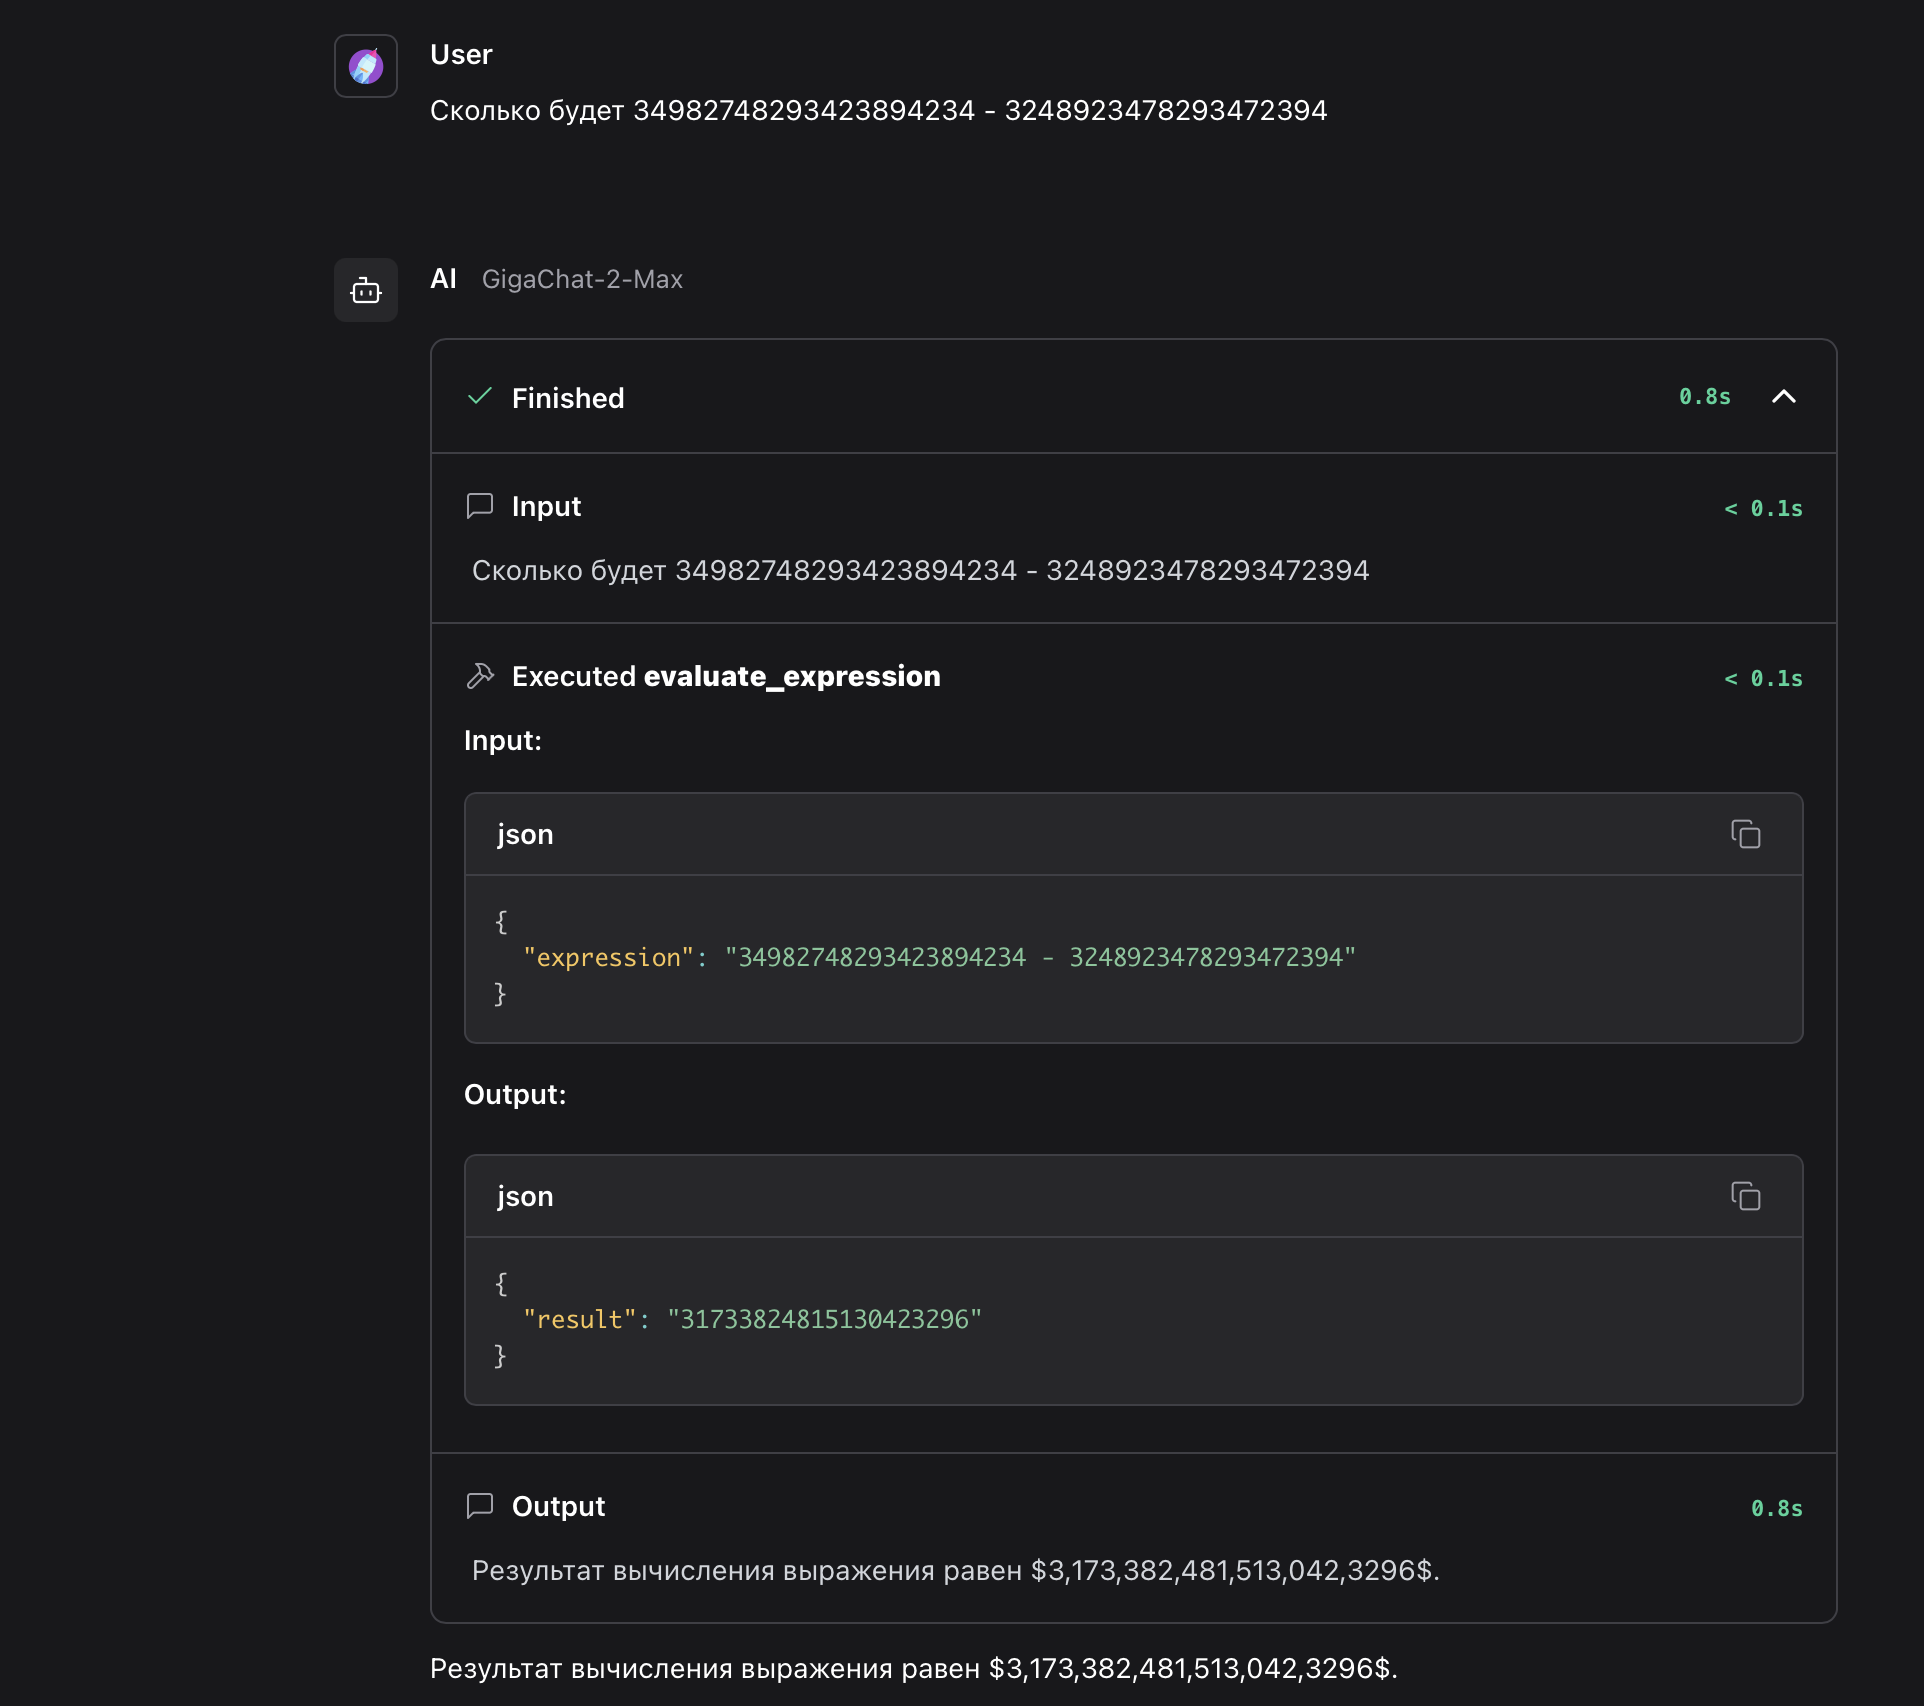 User
Сколько будет 34982748293423894234 - 3248923478293472394
AI GigaChat-2-Max
Finished 0.8s
Input < 0.1s
Сколько будет 34982748293423894234 - 3248923478293472394
Executed evaluate_expression < 0.1s
Input:
json
{
"expression": "34982748293423894234 - 3248923478293472394"
}
Output:
json
{
"result": "31733824815130423296"
}
Output 0.8s
Результат вычисления выражения равен $3,173,382,481,513,042,3296$.
Результат вычисления выражения равен $3,173,382,481,513,042,3296$.